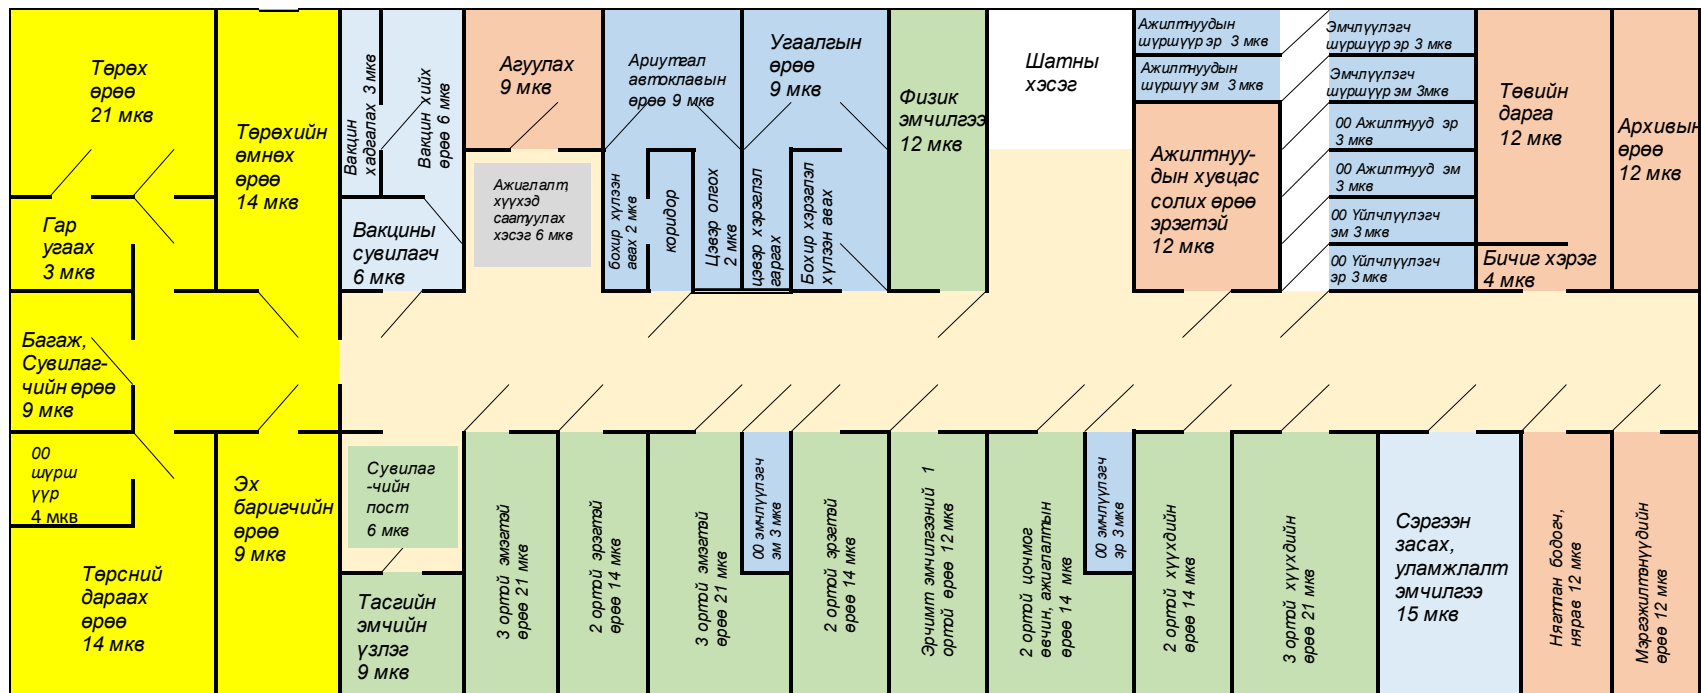 Төрөх
өрөө
21 мкв
Төрөхийн
өмнөх
өрөө
14 мкв
Вакцин
хадгалах 3 мкв
Вакцин хийх
өрөө 6 мкв
Агуулах
9 мкв
Ариутгал
автоклавын
өрөө 9 мкв
Угаалгын
өрөө
9 мкв
Физик
эмчилгээ
12 мкв
Шатны
хэсэг
Ажилтнуудын
шүршүүр эр 3 мкв
Ажилтнуудын
шүршүү эм 3 мкв
Ажилтнуу-
дын хувцас
солих өрөө
эрэгтэй
12 мкв
Эмчлүүлэгч
шүршүүр эр 3 мкв
Эмчлүүлэгч
шүршүүр эм 3мкв
00 Ажилтнууд эр
3 мкв
00 Ажилтнууд эм
3 мкв
00 Үйлчлүүлэгч
эм 3 мкв
00 Үйлчлүүлэгч
эр 3 мкв
Төвийн
дарга
12 мкв
Бичиг хэрэг
4 мкв
Архивын
өрөө
12 мкв
Гар
угаах
3 мкв
Вакцины
сувилагч
6 мкв
Ажиглалт,
хүүхэд
саатуулах
хэсэг 6 мкв
бохир хүлээн
авах 2 мкв
коридор
Цэвэр олгох
2 мкв
цэвэр хэрэглэл
гаргах
Бохир хэрэглэл
хүлээн авах
Багаж,
Сувилаг-
чийн өрөө
9 мкв
00
шүрш
үүр
4 мкв
Төрсний
дараах
өрөө
14 мкв
Эх
баригчийн
өрөө
9 мкв
Сувилаг
-чийн
пост
6 мкв
Тасгийн
эмчийн
үзлэг
9 мкв
3 ортой эмэгтэй
өрөө 21 мкв
2 ортой эрэгтэй
өрөө 14 мкв
3 ортой эмэгтэй
өрөө 21 мкв
00 эмчлүүлэгч
эм 3 мкв
2 ортой эрэгтэй
өрөө 14 мкв
Эрчимт эмчилгээний 1
ортой өрөө 12 мкв
2 ортой цочмог
өвчин, ажиглалтын
өрөө 14 мкв
00 эмчлүүлэгч
эр 3 мкв
2 ортой хүүхдийн
өрөө 14 мкв
3 ортой хүүхдийн
өрөө 21 мкв
Сэргээн
засах,
уламжлалт
эмчилгээ
15 мкв
Нягтлан бодогч,
нярав 12 мкв
Мэргэжилтэнүүдийн
өрөө 12 мкв